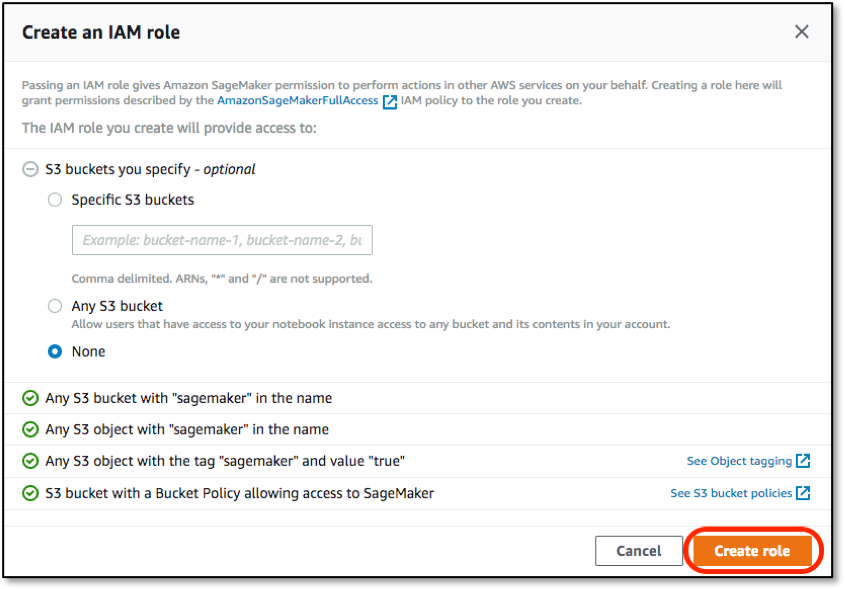 Create an IAM role
Passing an IAM role gives Amazon SageMaker permission to perform actions in other AWS services on your behalf. Creating a role here will
grant permissions described by the AmazonSageMakerFullAccess IAM policy to the role you create.
The IAM role you create will provide access to:
S3 buckets you specify - optional
Specific S3 buckets
Example: bucket-name-1, bucket-name-2, bu
Comma delimited. ARNs, "*" and "/" are not supported.
Any S3 bucket
Allow users that have access to your notebook instance access to any bucket and its contents in your account.
None
Any S3 bucket with "sagemaker" in the name
Any S3 object with "sagemaker" in the name
Any S3 object with the tag "sagemaker" and value "true" See Object tagging
S3 bucket with a Bucket Policy allowing access to SageMaker See S3 bucket policies
Cancel Create role